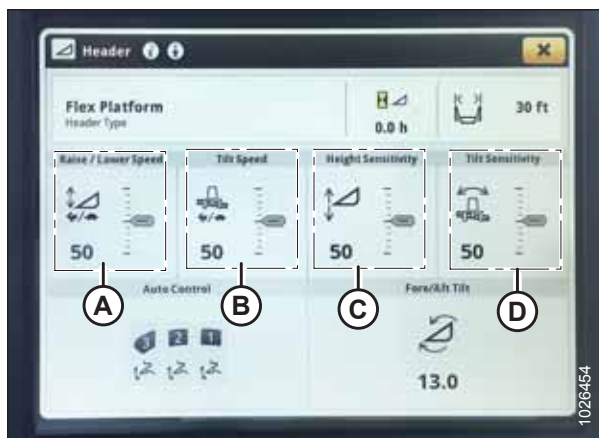 Header
Flex Platform
Header Type
0.0 h
30 ft
Raise / Lower Speed
Tilt Speed
Height Sensitivity
Tilt Sensitivity
50
50
50
50
A
B
C
D
Auto Control
Fore/Aft Tilt
3 2 1
13.0
1026454